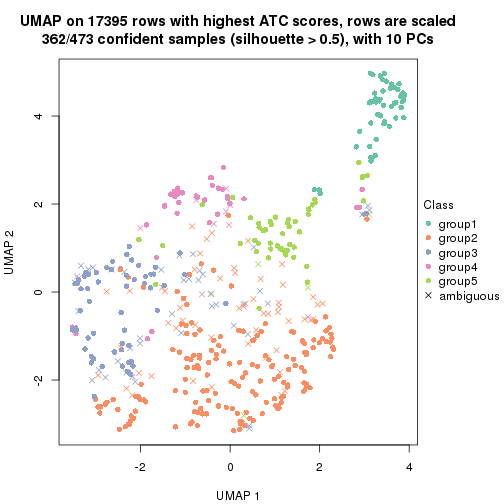 UMAP on 17395 rows with highest ATC scores, rows are scaled
362/473 confident samples (silhouette > 0.5), with 10 PCs
4
2
0
-2
UMAP 2
-2
0
2
4
UMAP 1
Class
group1
group2
group3
group4
group5
ambiguous